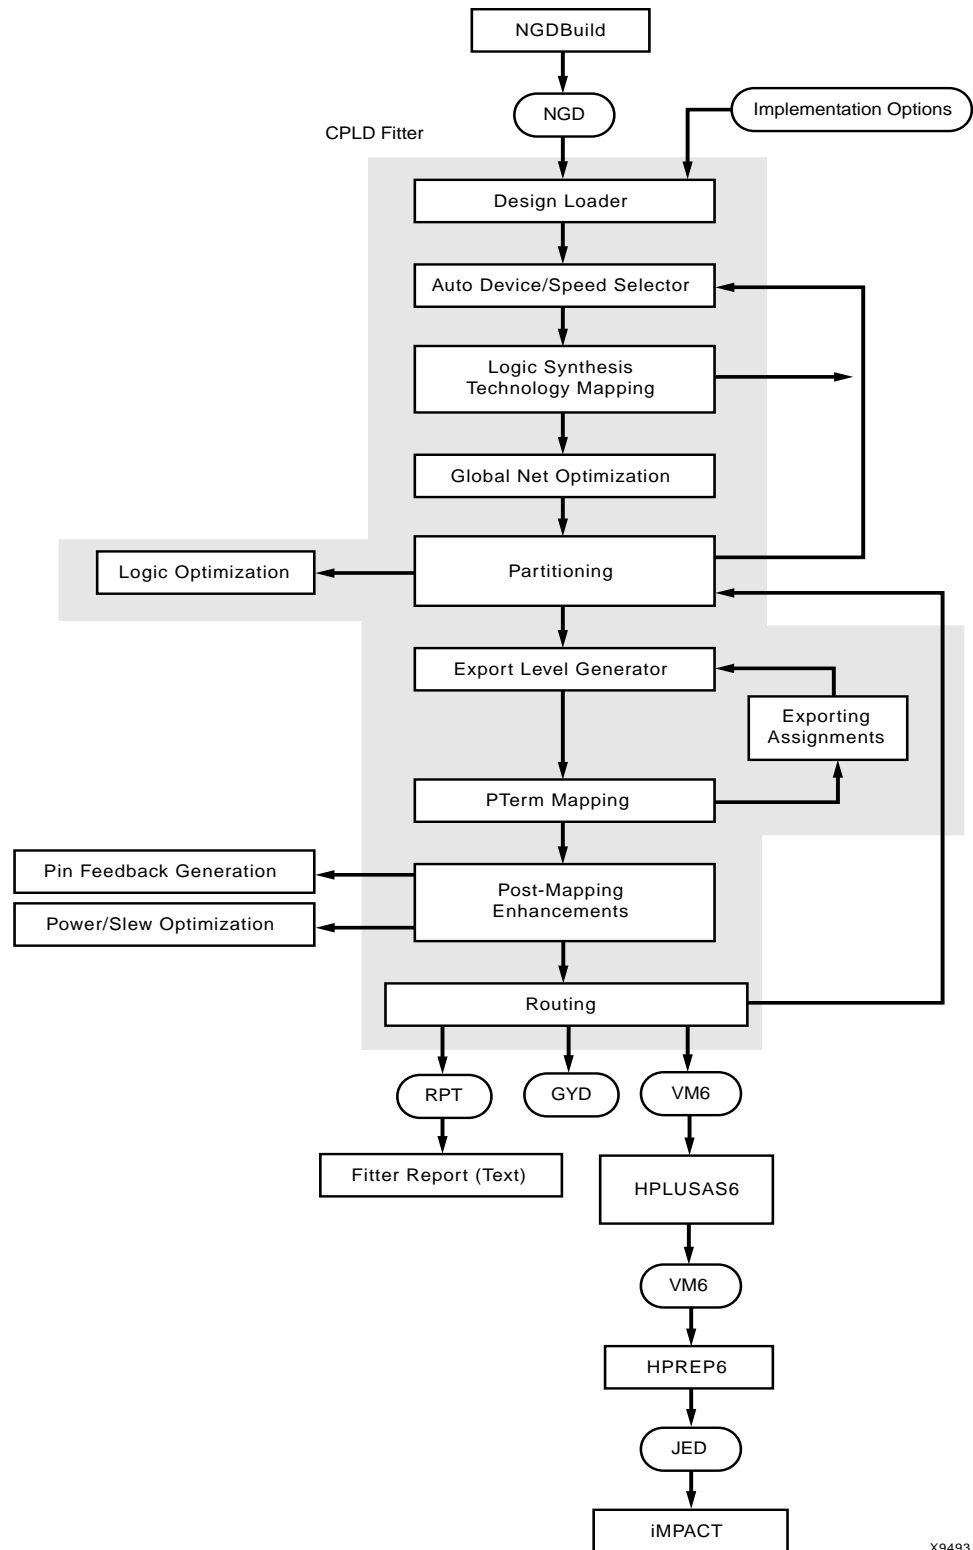 NGDBuild
NGD
Implementation Options
CPLD Fitter
Design Loader
Auto Device/Speed Selector
Logic Synthesis
Technology Mapping
Global Net Optimization
Logic Optimization
Partitioning
Export Level Generator
Exporting
Assignments
PTerm Mapping
Pin Feedback Generation
Post-Mapping
Enhancements
Power/Slew Optimization
Routing
RPT
GYD
VM6
Fitter Report (Text)
HPLUSAS6
VM6
HPREP6
JED
iMPACT
X9493